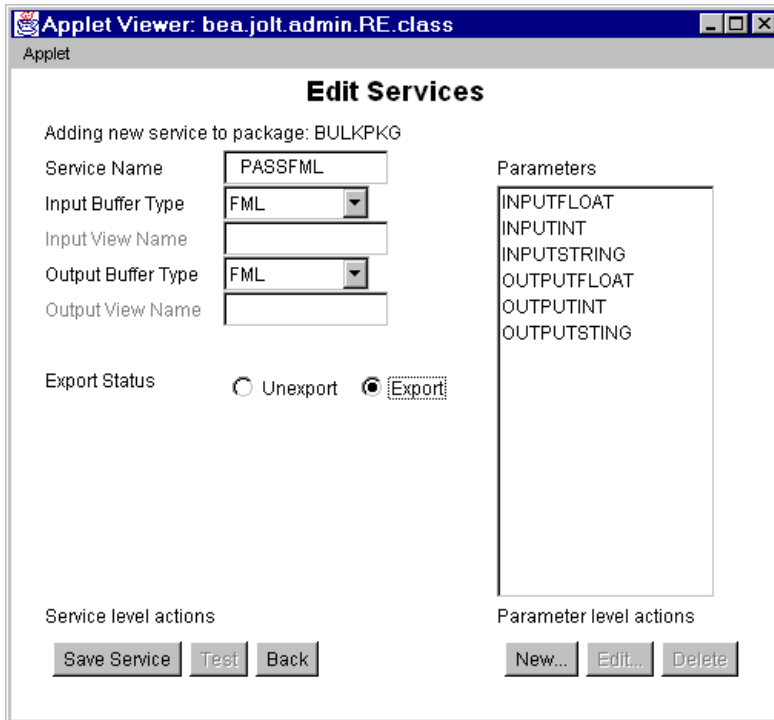 Applet Viewer: bea.jolt.admin.RE.class
Applet
Edit Services
Adding new service to package: BULKPKG
Service Name PASSFML
Parameters
Input Buffer Type FML
Input View Name
Output Buffer Type FML
Output View Name
INPUTFLOAT
INPUTINT
INPUTSTRING
OUTPUTFLOAT
OUTPUTINT
OUTPUTSTING
Export Status Unexport Export
Service level actions
Save Service Test Back
Parameter level actions
New... Edit... Delete